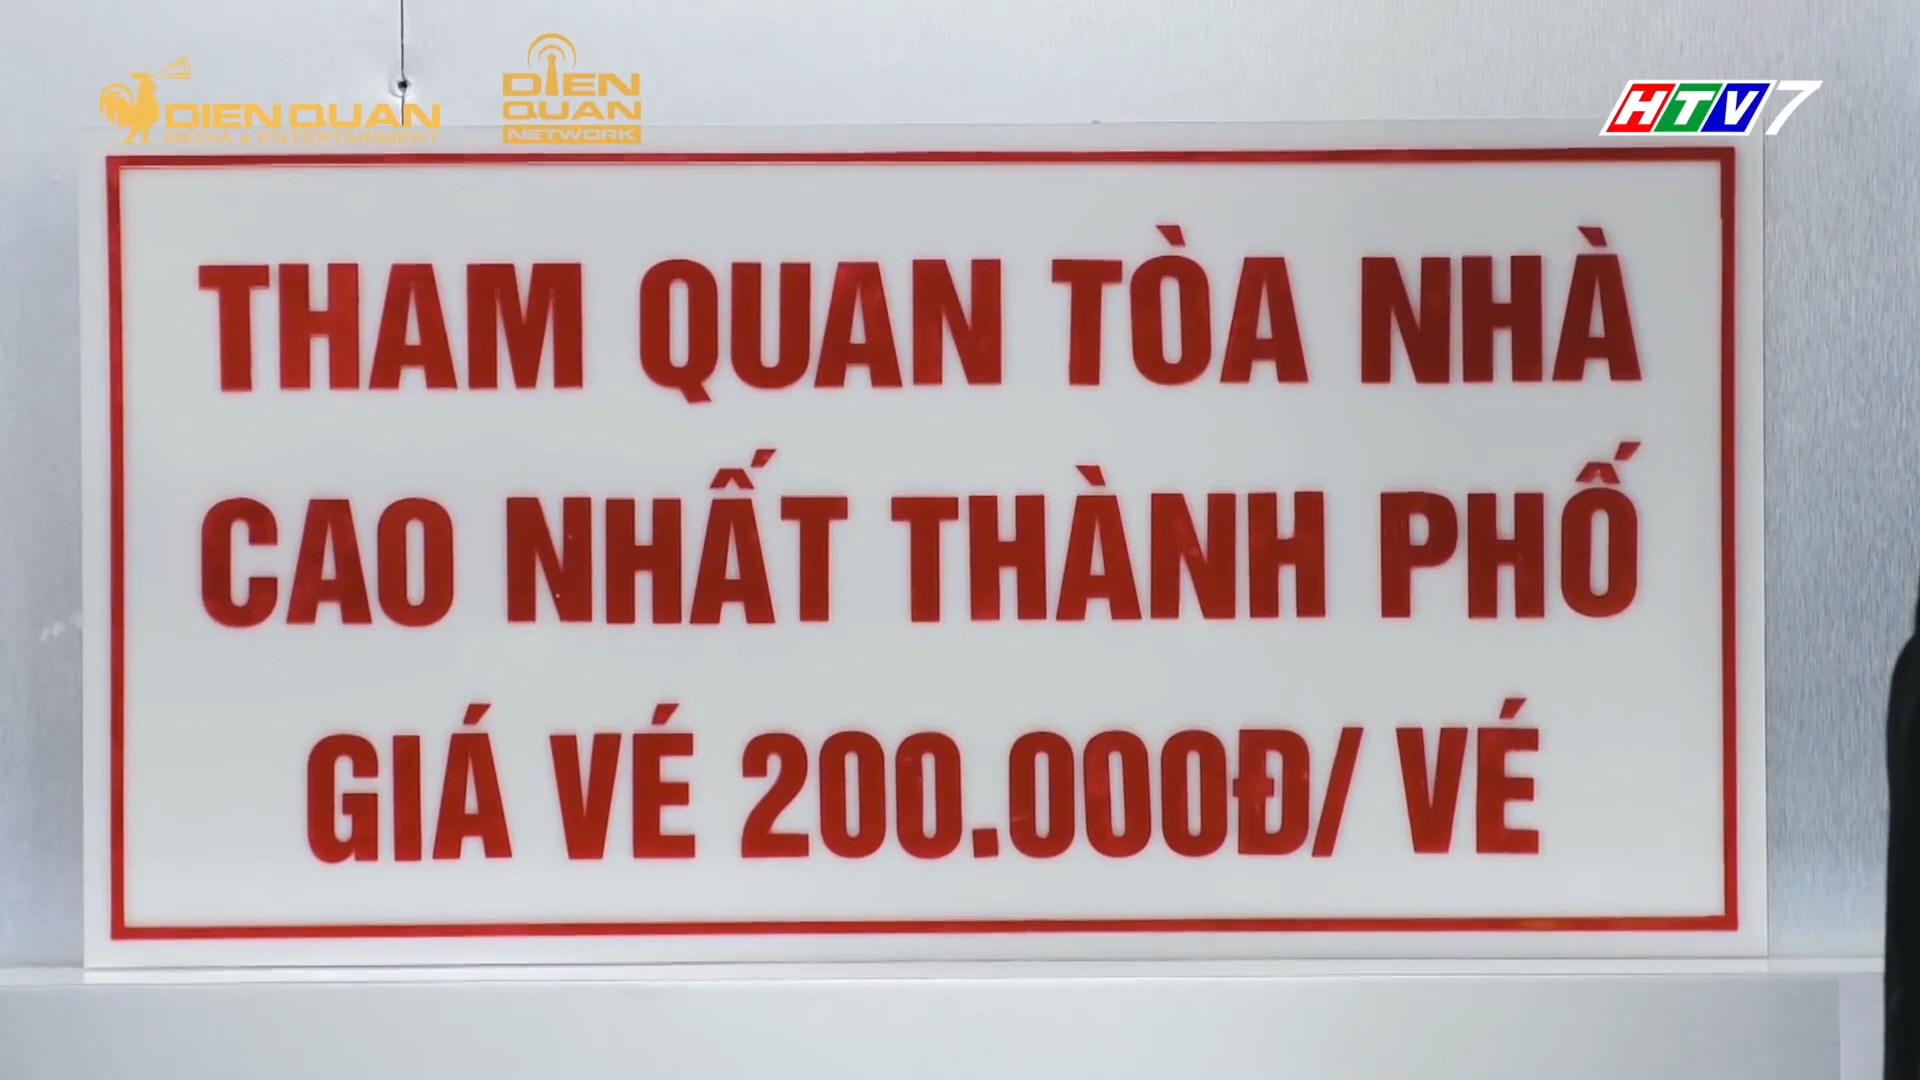 DIEN QUAN
MEDIA & ENTERTAINMENT
DIEN
QUAN
NETWORK
HTV7
THAM QUAN TÒA NHÀ
CAO NHẤT THÀNH PHỐ
GIÁ VÉ 200.000Đ/ VÉ